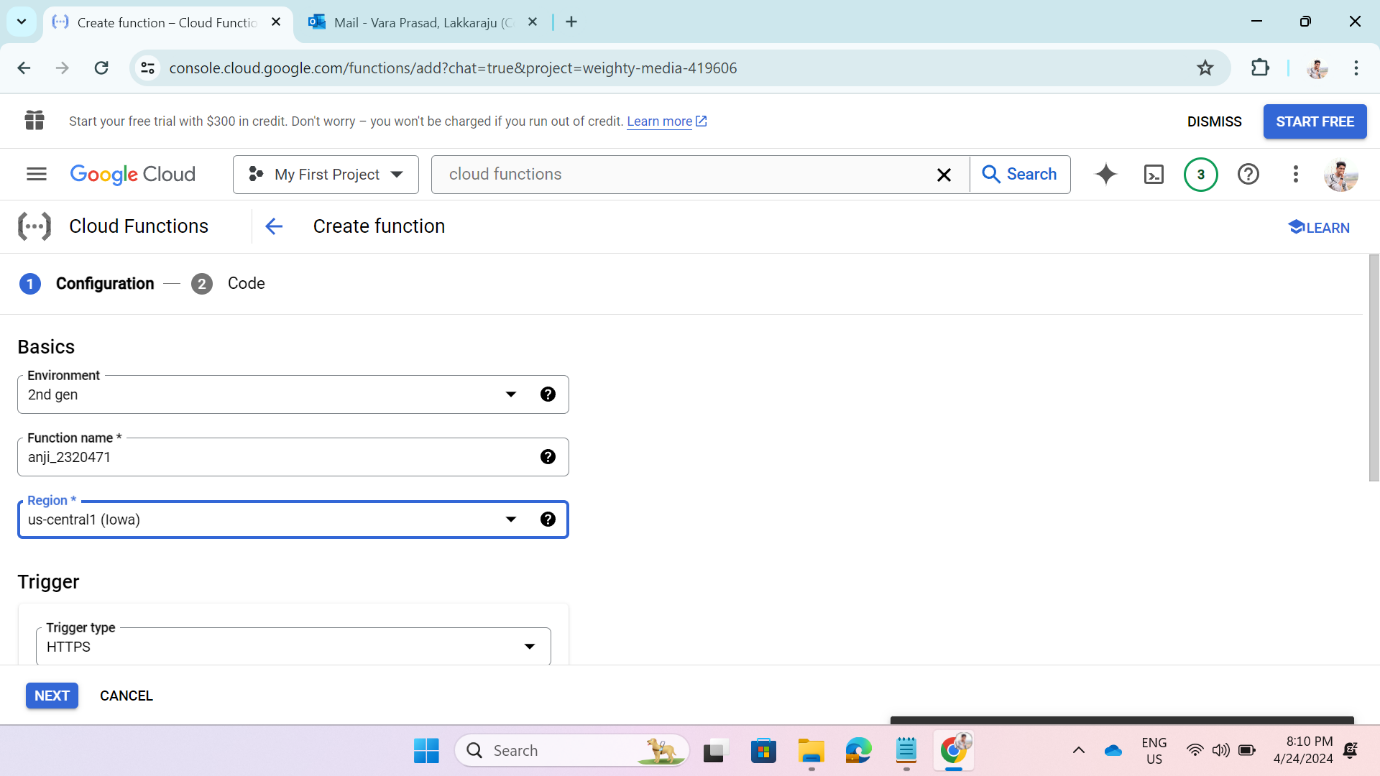 Create function – Cloud Functio
Mail - Vara Prasad, Lakkaraju (C
console.cloud.google.com/functions/add?chat=true&project=weighty-media-419606
Start your free trial with $300 in credit. Don't worry – you won't be charged if you run out of credit. Learn more
DISMISS
START FREE
Google Cloud
My First Project
cloud functions
Search
3
Cloud Functions
Create function
LEARN
1 Configuration
2 Code
Basics
Environment
2nd gen
Function name *
anji_2320471
Region *
us-central1 (Iowa)
Trigger
Trigger type
HTTPS
NEXT
CANCEL
Search
ENG
US
8:10 PM
4/24/2024